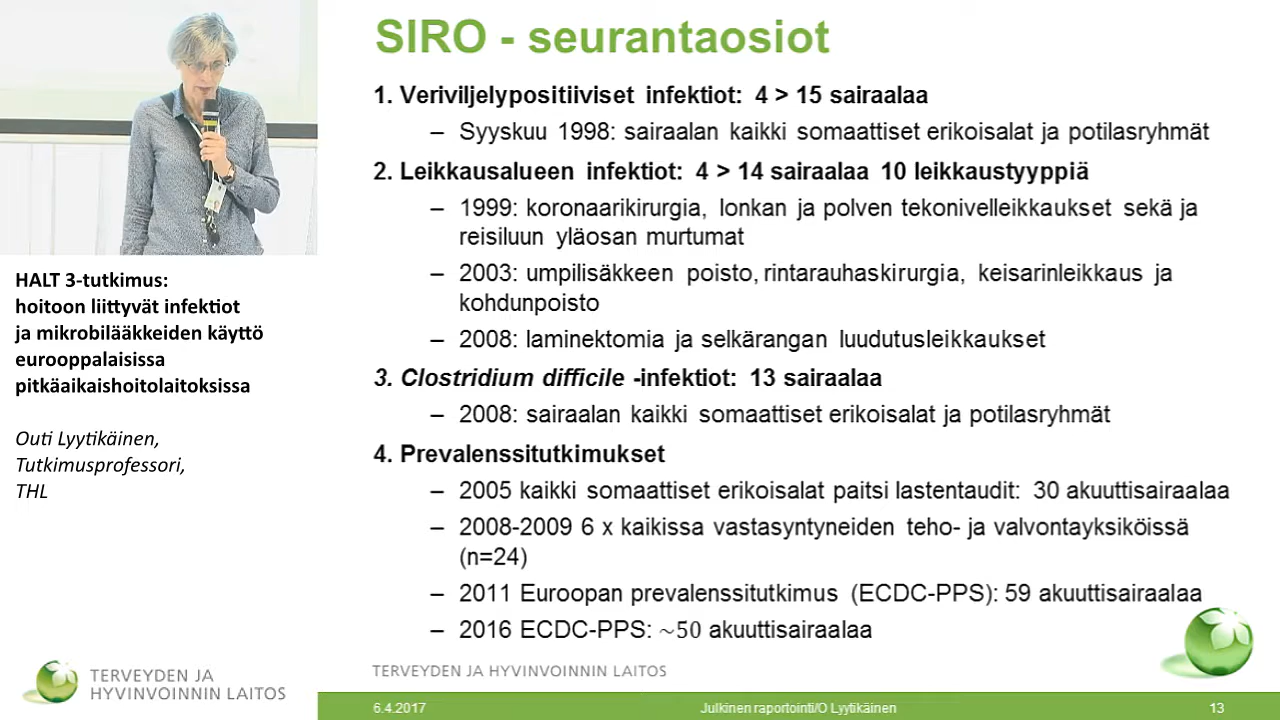 SIRO - seurantaosiot
1. Veriviljelypositiiviset infektiot: 4 > 15 sairaalaa
– Syyskuu 1998: sairaalan kaikki somaattiset erikoisalat ja potilasryhmät
2. Leikkausalueen infektiot: 4 > 14 sairaalaa 10 leikkaustyyppiä
– 1999: koronaarikirurgia, lonkan ja polven tekonivelleikkaukset sekä ja
reisiluun yläosan murtumat
– 2003: umpilisäkkeen poisto, rintarauhaskirurgia, keisarinleikkaus ja
kohdunpoisto
– 2008: laminektomia ja selkärangan luudutusleikkaukset
3. Clostridium difficile -infektiot: 13 sairaalaa
– 2008: sairaalan kaikki somaattiset erikoisalat ja potilasryhmät
4. Prevalenssitutkimukset
– 2005 kaikki somaattiset erikoisalat paitsi lastentaudit: 30 akuuttisairaalaa
– 2008-2009 6 x kaikissa vastasyntyneiden teho- ja valvontayksiköissä
(n=24)
– 2011 Euroopan prevalenssitutkimus (ECDC-PPS): 59 akuuttisairaalaa
– 2016 ECDC-PPS: ~50 akuuttisairaalaa
TERVEYDEN JA HYVINVOINNIN LAITOS
6.4.2017
Julkinen raportointi/O Lyytikäinen
13
HALT 3-tutkimus:
hoitoon liittyvät infektiot
ja mikrobilääkkeiden käyttö
eurooppalaisissa
pitkäaikaishoitolaitoksissa
Outi Lyytikäinen,
Tutkimusprofessori,
THL
TERVEYDEN JA
HYVINVOINNIN LAITOS